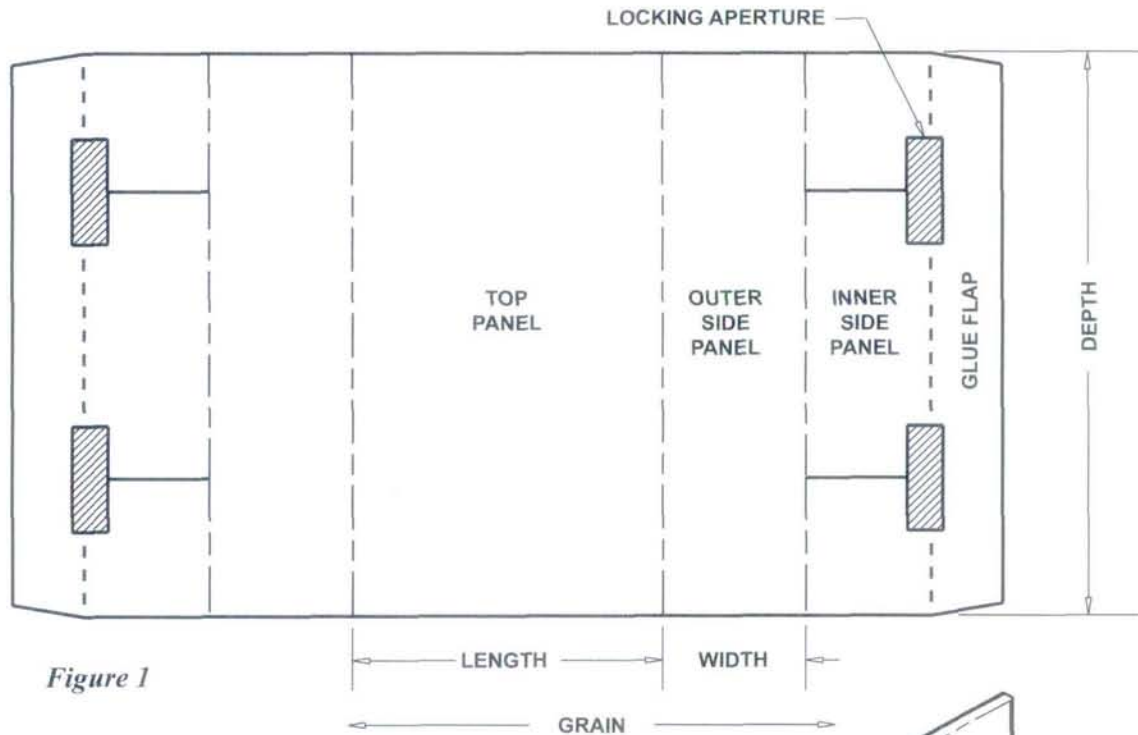 LOCKING APERTURE
TOP
PANEL
OUTER
SIDE
PANEL
INNER
SIDE
PANEL
GLUE FLAP
DEPTH
LENGTH
WIDTH
Figure 1
GRAIN